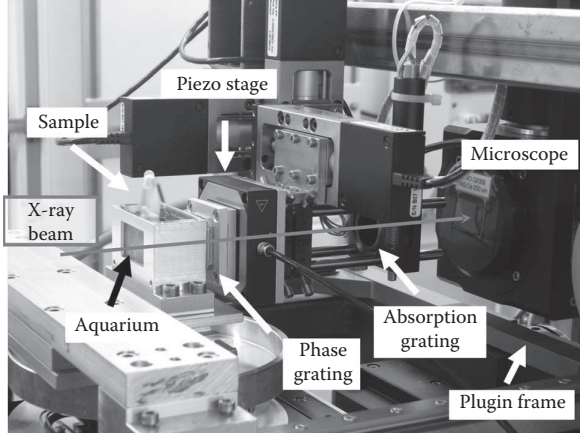 Piezo stage
Sample
Microscope
X-ray
beam
Aquarium
Phase
grating
Absorption
grating
Plugin frame